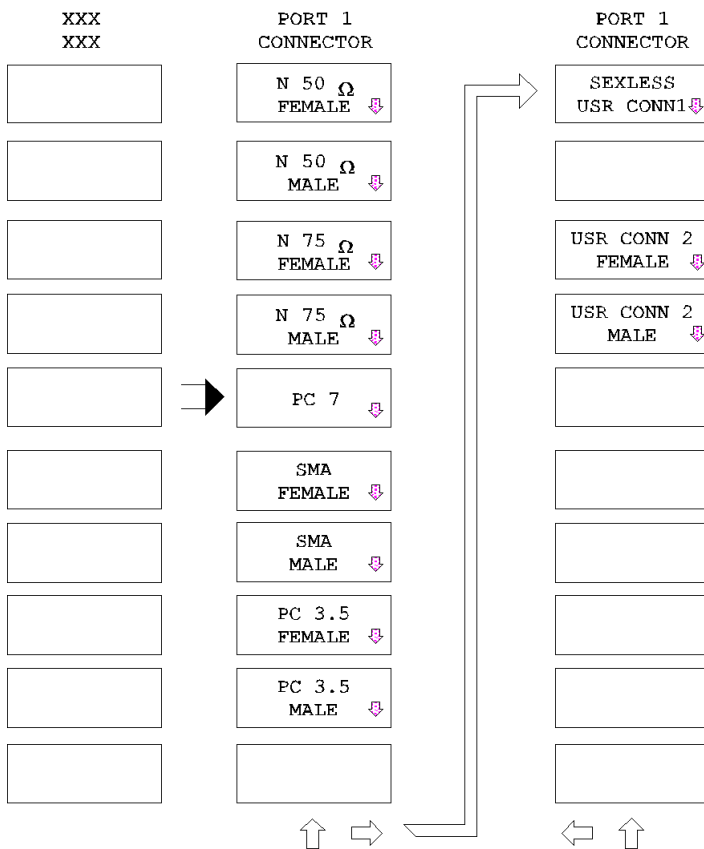 XXX
XXX
PORT 1
CONNECTOR
N 50 Ω
FEMALE
N 50 Ω
MALE
N 75 Ω
FEMALE
N 75 Ω
MALE
PC 7
SMA
FEMALE
SMA
MALE
PC 3.5
FEMALE
PC 3.5
MALE
PORT 1
CONNECTOR
SEXLESS
USR CONN1
USR CONN 2
FEMALE
USR CONN 2
MALE